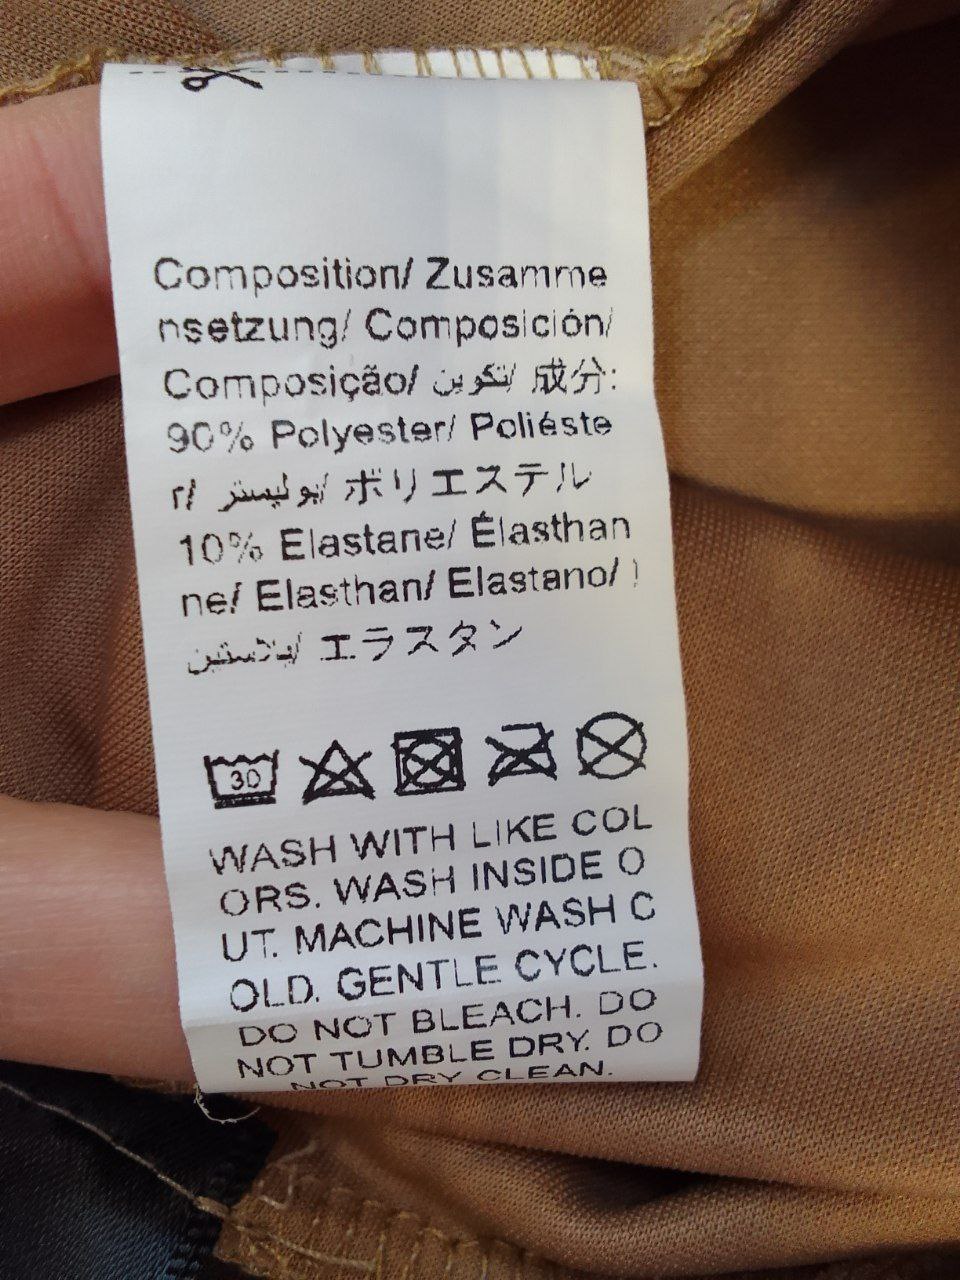 Composition/ Zusamme
nsetzung/ Composición/
Composição/ تكوين/ 成分:
90% Polyester/ Poliéste
r/ بوليستر/ ポリエステル
10% Elastane/ Élasthan
ne/ Elasthan/ Elastano/
エラスタン
30
WASH WITH LIKE COL
ORS. WASH INSIDE O
UT. MACHINE WASH C
OLD. GENTLE CYCLE.
DO NOT BLEACH. DO
NOT TUMBLE DRY. DO
NOT DRY CLEAN.